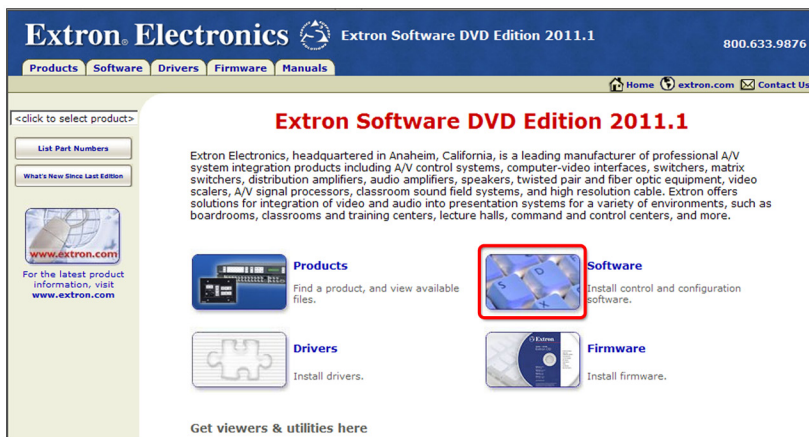 Extron® Electronics
Extron Software DVD Edition 2011.1
800.633.9876
Products Software Drivers Firmware Manuals
Home extron.com Contact Us
<click to select product>
List Part Numbers
What's New Since Last Edition
www.extron.com
For the latest product
information, visit
www.extron.com
Extron Software DVD Edition 2011.1
Extron Electronics, headquartered in Anaheim, California, is a leading manufacturer of professional A/V
system integration products including A/V control systems, computer-video interfaces, switchers, matrix
switchers, distribution amplifiers, audio amplifiers, speakers, twisted pair and fiber optic equipment, video
scalers, A/V signal processors, classroom sound field systems, and high resolution cable. Extron offers
solutions for integration of video and audio into presentation systems for a variety of environments, such as
boardrooms, classrooms and training centers, lecture halls, command and control centers, and more.
Products
Find a product, and view available
files.
S D
X
Software
Install control and configuration
software.
Drivers
Install drivers.
Extron
Firmware
Install firmware.
Get viewers & utilities here